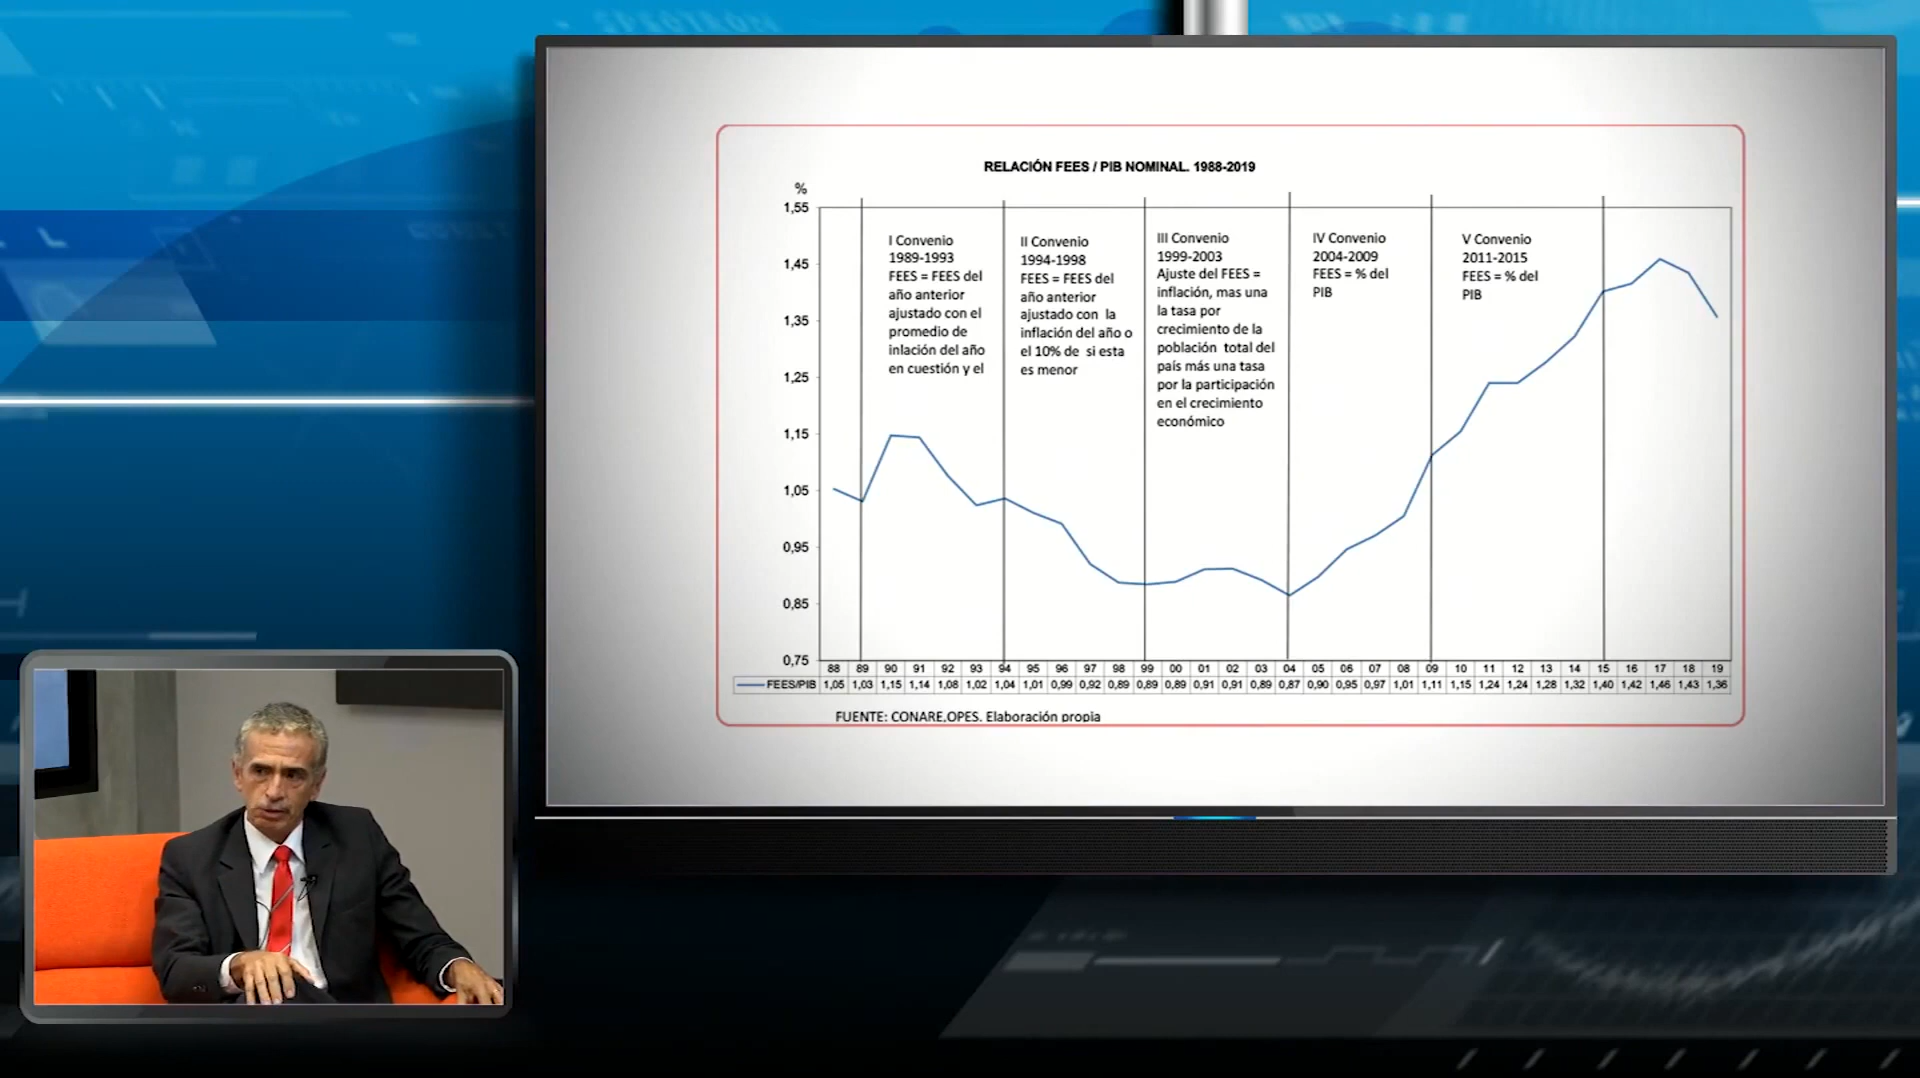 RELACIÓN FEES / PIB NOMINAL. 1988-2019
%
1,55
1,45
1,35
1,25
1,15
1,05
0,95
0,85
0,75
I Convenio
1989-1993
FEES = FEES del
año anterior
ajustado con el
promedio de
inlación del año
en cuestión y el
II Convenio
1994-1998
FEES = FEES del
año anterior
ajustado con la
inflación del año o
el 10% de si esta
es menor
III Convenio
1999-2003
Ajuste del FEES =
inflación, mas una
la tasa por
crecimiento de la
población total del
país más una tasa
por la participación
en el crecimiento
económico
IV Convenio
2004-2009
FEES = % del
PIB
V Convenio
2011-2015
FEES = % del
PIB
88 89 90 91 92 93 94 95 96 97 98 99 00 01 02 03 04 05 06 07 08 09 10 11 12 13 14 15 16 17 18 19
FEES/PIB 1,05 1,03 1,15 1,14 1,08 1,02 1,04 1,01 0,99 0,92 0,89 0,89 0,89 0,91 0,91 0,89 0,87 0,90 0,95 0,97 1,01 1,11 1,15 1,24 1,24 1,28 1,32 1,40 1,42 1,46 1,43 1,36
FUENTE: CONARE,OPES. Elaboración propia